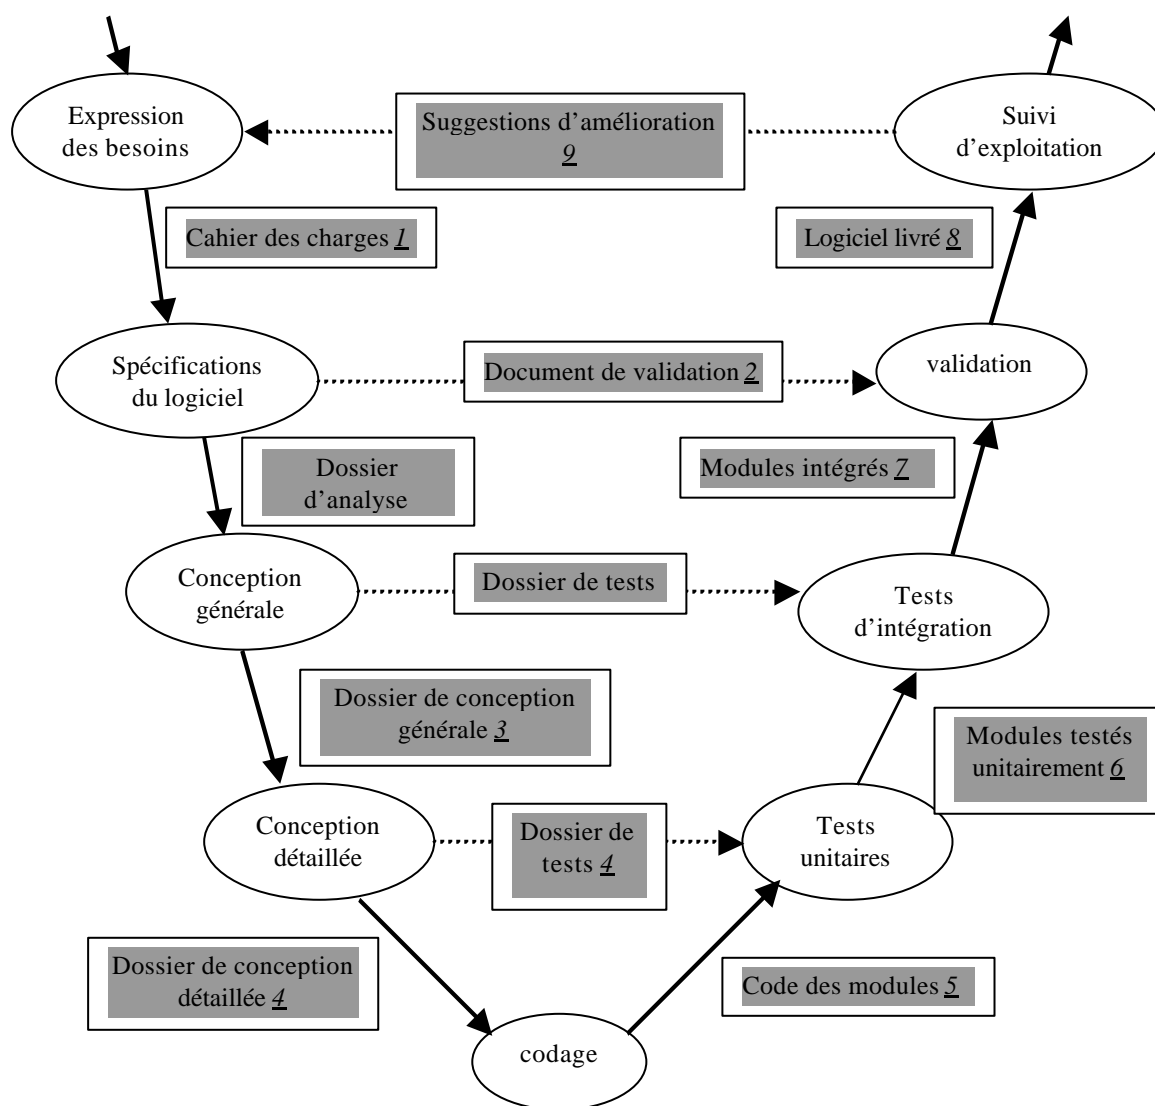 Expression
des besoins
Suggestions d’amélioration
9
Suivi
d’exploitation
Cahier des charges 1
Logiciel livré 8
Spécifications
du logiciel
Document de validation 2
validation
Dossier
d’analyse
Modules intégrés 7
Conception
générale
Dossier de tests
Tests
d’intégration
Dossier de conception
générale 3
Modules testés
unitairement 6
Conception
détaillée
Dossier de
tests 4
Tests
unitaires
Dossier de conception
détaillée 4
Code des modules 5
codage